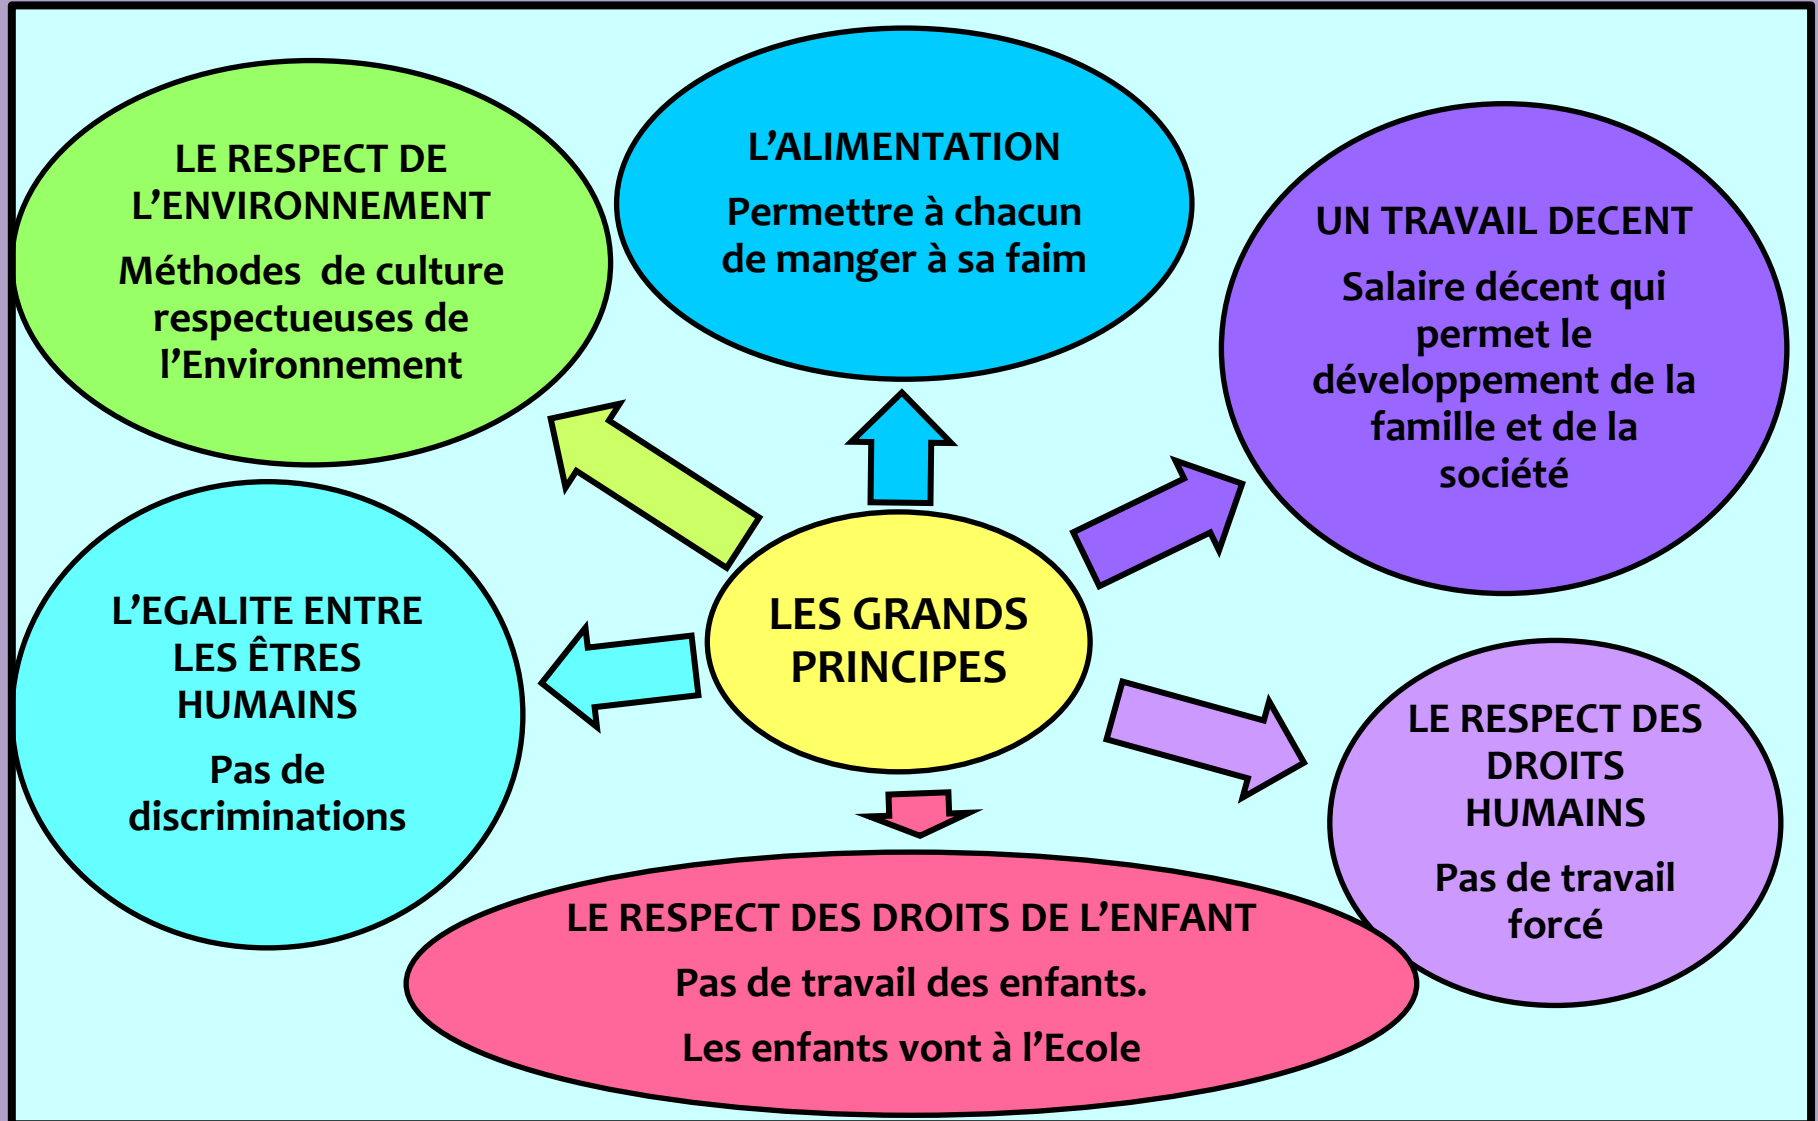 LE RESPECT DE
L’ENVIRONNEMENT
Méthodes de culture
respectueuses de
l’Environnement
L’ALIMENTATION
Permettre à chacun
de manger à sa faim
UN TRAVAIL DECENT
Salaire décent qui
permet le
développement de la
famille et de la
société
L’EGALITE ENTRE
LES ÊTRES
HUMAINS
Pas de
discriminations
LES GRANDS
PRINCIPES
LE RESPECT DES
DROITS
HUMAINS
Pas de travail
forcé
LE RESPECT DES DROITS DE L’ENFANT
Pas de travail des enfants.
Les enfants vont à l’Ecole